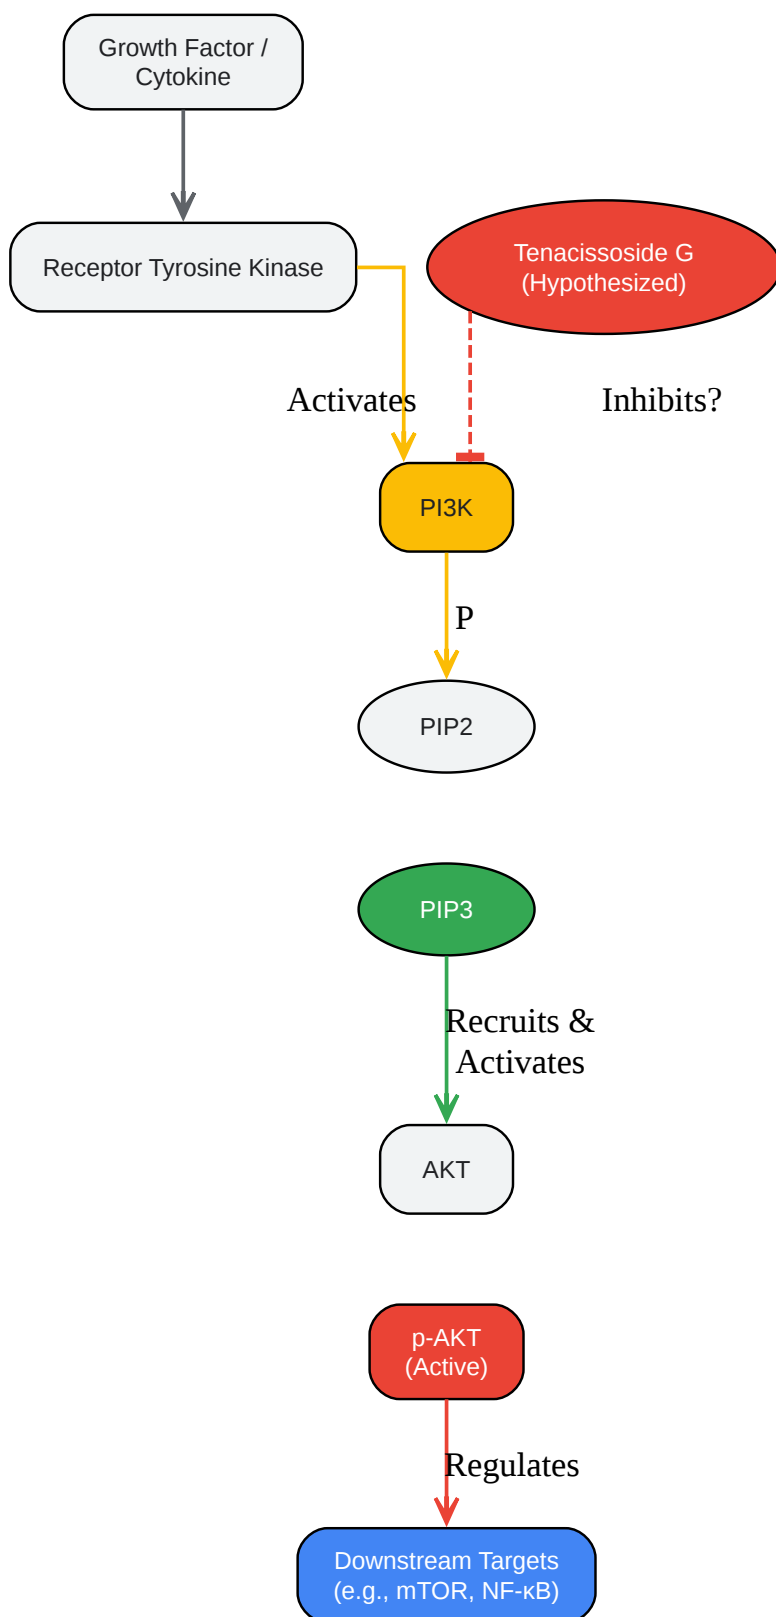 Growth Factor /
Cytokine
Receptor Tyrosine Kinase
Tenacissoside G
(Hypothesized)
Activates
Inhibits?
PI3K
P
PIP2
PIP3
Recruits &
Activates
AKT
p-AKT
(Active)
Regulates
Downstream Targets
(e.g., mTOR, NF-κB)